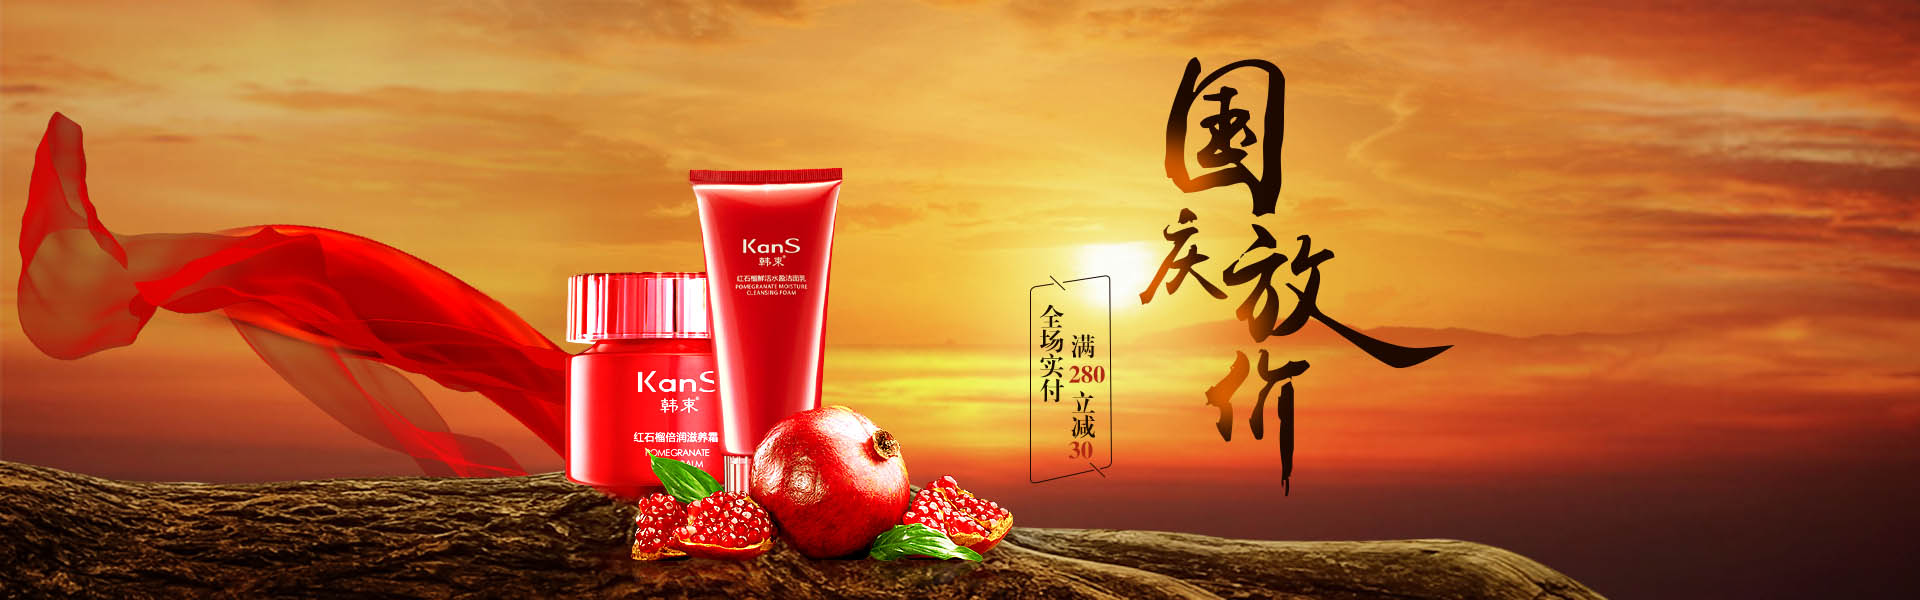 KanS
韩束®
红石榴鲜活水盈洁面乳
POMEGRANATE MOISTURE
CLEANSING FOAM
KanS
韩束®
红石榴倍润滋养霜
POMEGRANATE
BALM
国庆放价
全场实付
满280立减30